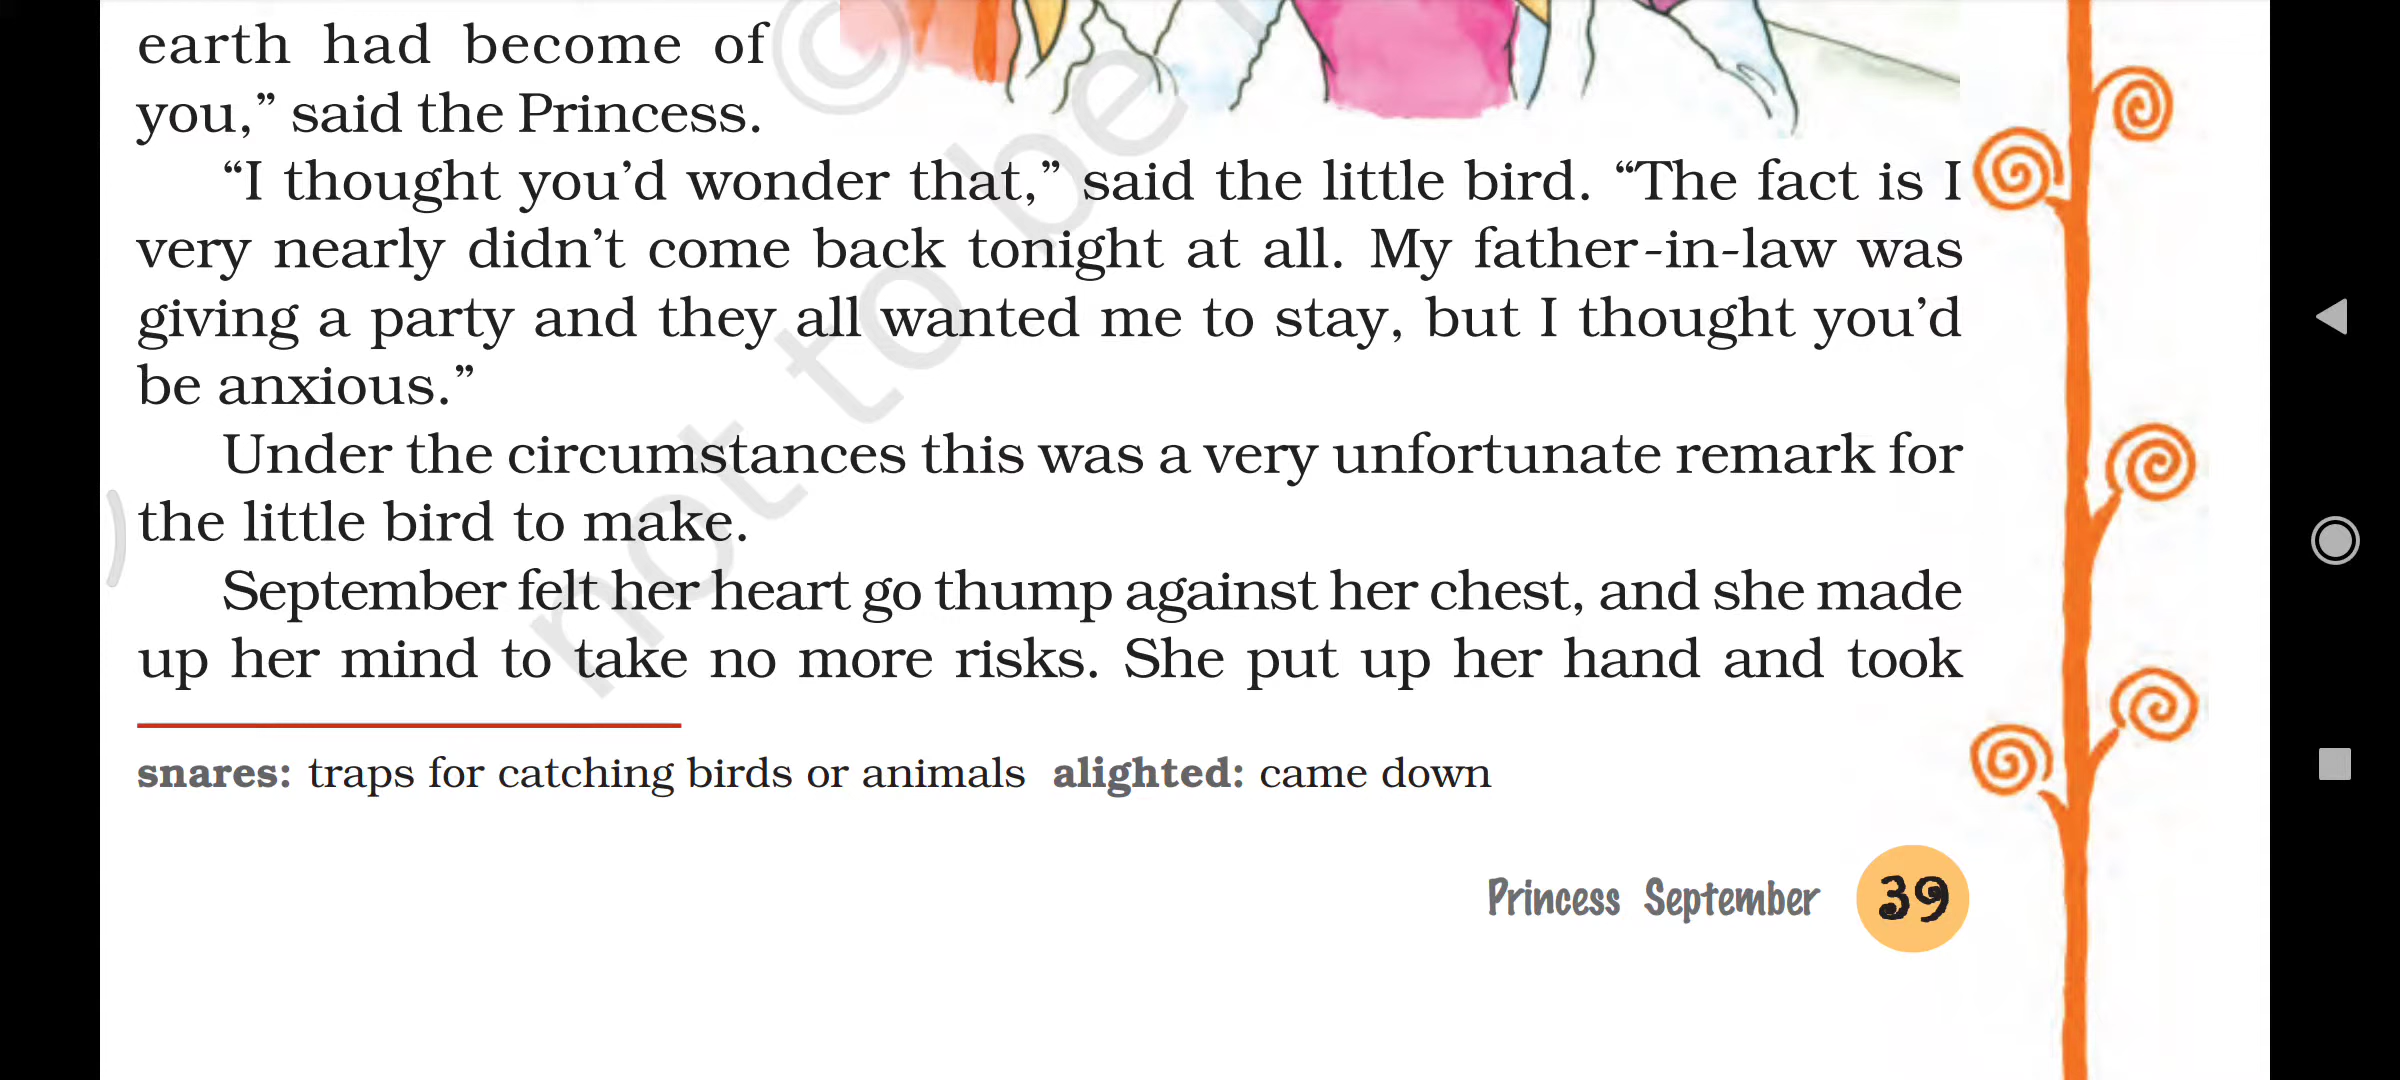 earth had become of
you,” said the Princess.
“I thought you’d wonder that,” said the little bird. “The fact is I
very nearly didn’t come back tonight at all. My father-in-law was
giving a party and they all wanted me to stay, but I thought you’d
be anxious.”
Under the circumstances this was a very unfortunate remark for
the little bird to make.
September felt her heart go thump against her chest, and she made
up her mind to take no more risks. She put up her hand and took
snares: traps for catching birds or animals alighted: came down
Princess September 39
© not to be